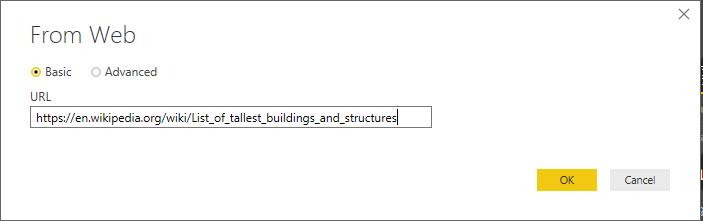 From Web
Basic Advanced
URL
https://en.wikipedia.org/wiki/List_of_tallest_buildings_and_structures
OK Cancel